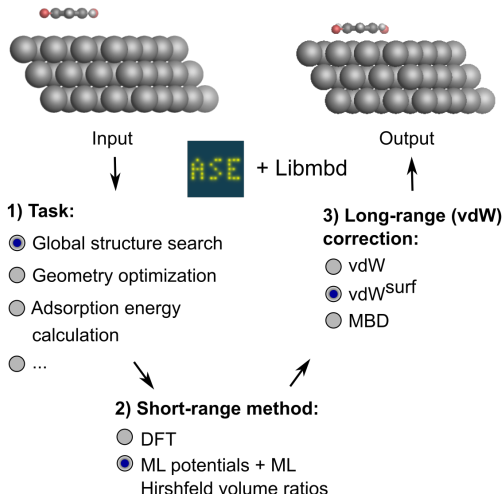 Input
Output
ASE + Libmbd
1) Task:
Global structure search
Geometry optimization
Adsorption energy
calculation
...
3) Long-range (vdW)
correction:
vdW
vdWsurf
MBD
2) Short-range method:
DFT
ML potentials + ML
Hirshfeld volume ratios